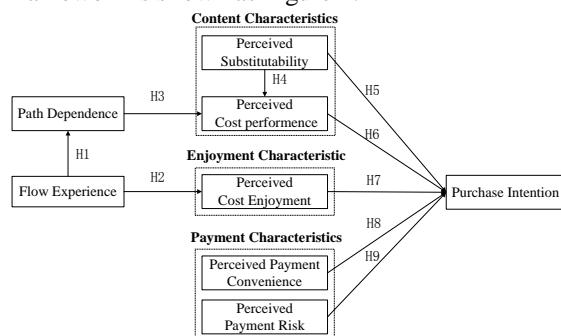 Content Characteristics
Perceived
Substitutability
H4
H5
H3
Path Dependence
Perceived
Cost performence
H6
H1
Enjoyment Characteristic
Flow Experience
H2
Perceived
Cost Enjoyment
H7
Purchase Intention
H8
Payment Characteristics
H9
Perceived Payment
Convenience
Perceived
Payment Risk